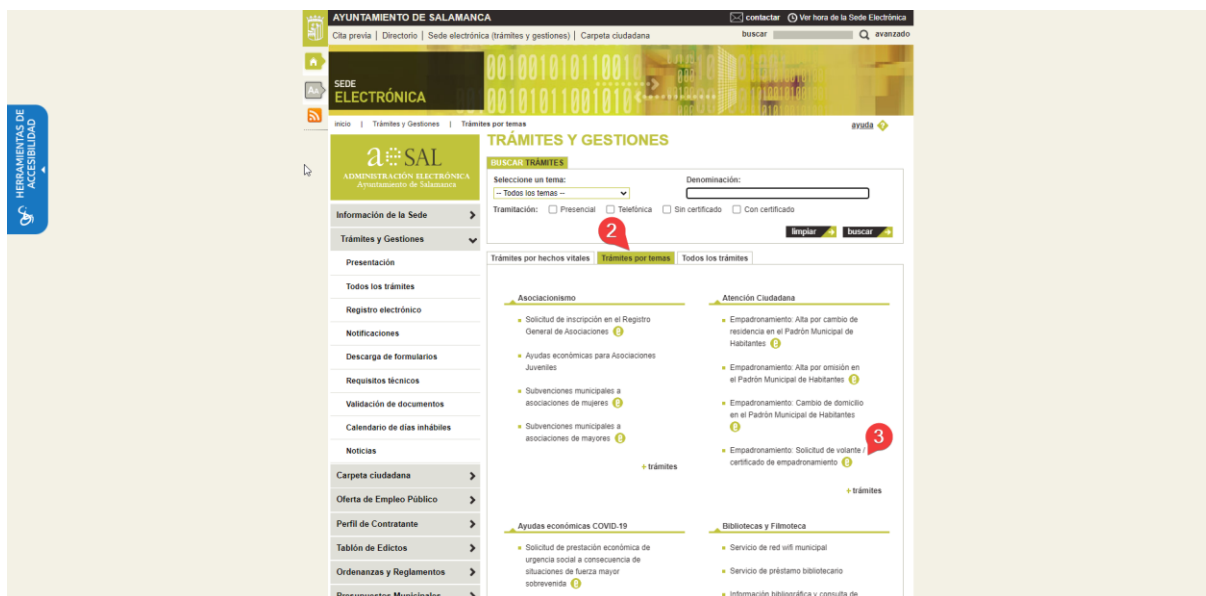 AYUNTAMIENTO DE SALAMANCA
contactar
Ver hora de la Sede Electrónica
Cita previa | Directorio | Sede electrónica (trámites y gestiones) | Carpeta ciudadana
buscar
avanzado
SEDE
ELECTRÓNICA
inicio | Trámites y Gestiones | Trámites por temas
ayuda
HERRAMIENTAS DE
ACCESIBILIDAD
a SAL
ADMINISTRACIÓN ELECTRÓNICA
Ayuntamiento de Salamanca
Información de la Sede
Trámites y Gestiones
Presentación
Todos los trámites
Registro electrónico
Notificaciones
Descarga de formularios
Requisitos técnicos
Validación de documentos
Calendario de días inhábiles
Noticias
Carpeta ciudadana
Oferta de Empleo Público
Perfil de Contratante
Tablón de Edictos
Ordenanzas y Reglamentos
Presupuestos Municipales
TRÁMITES Y GESTIONES
BUSCAR TRÁMITES
Seleccione un tema:
Denominación:
-- Todos los temas --
Tramitación: Presencial Telefónica Sin certificado Con certificado
limpiar
buscar
2
Trámites por hechos vitales
Trámites por temas
Todos los trámites
Asociacionismo
Solicitud de inscripción en el Registro
General de Asociaciones
Ayudas económicas para Asociaciones
Juveniles
Subvenciones municipales a
asociaciones de mujeres
Subvenciones municipales a
asociaciones de mayores
+ trámites
Atención Ciudadana
Empadronamiento: Alta por cambio de
residencia en el Padrón Municipal de
Habitantes
Empadronamiento: Alta por omisión en
el Padrón Municipal de Habitantes
Empadronamiento: Cambio de domicilio
en el Padrón Municipal de Habitantes
3
Empadronamiento: Solicitud de volante /
certificado de empadronamiento
+ trámites
Ayudas económicas COVID-19
Solicitud de prestación económica de
urgencia social a consecuencia de
situaciones de fuerza mayor
sobrevenida
Bibliotecas y Filmoteca
Servicio de red wifi municipal
Servicio de préstamo bibliotecario
Información bibliográfica y consulta de